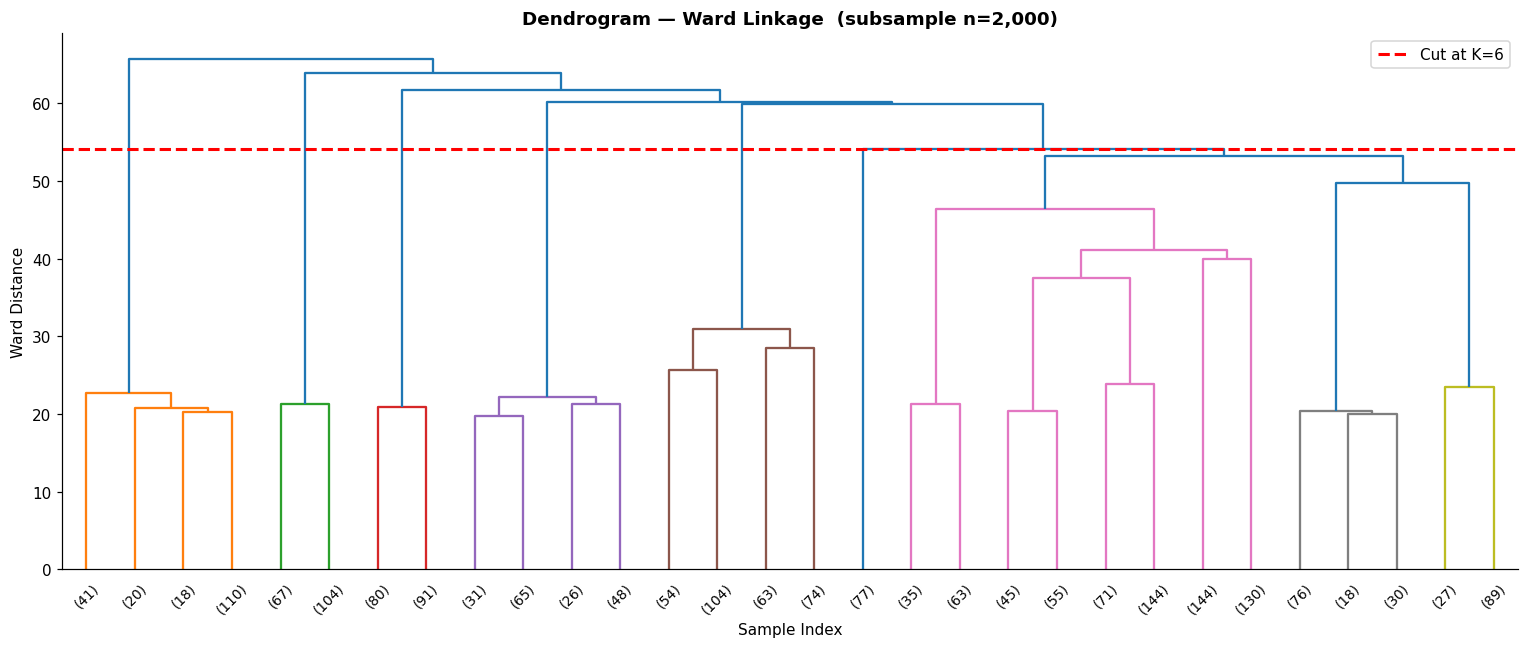 Dendrogram — Ward Linkage (subsample n=2,000)
Cut at K=6
Ward Distance
60
50
40
30
20
10
0
(41) (20) (18) (110) (67) (104) (80) (91) (31) (65) (26) (48) (54) (104) (63) (74) (77) (35) (63) (45) (55) (71) (144) (144) (130) (76) (18) (30) (27) (89)
Sample Index